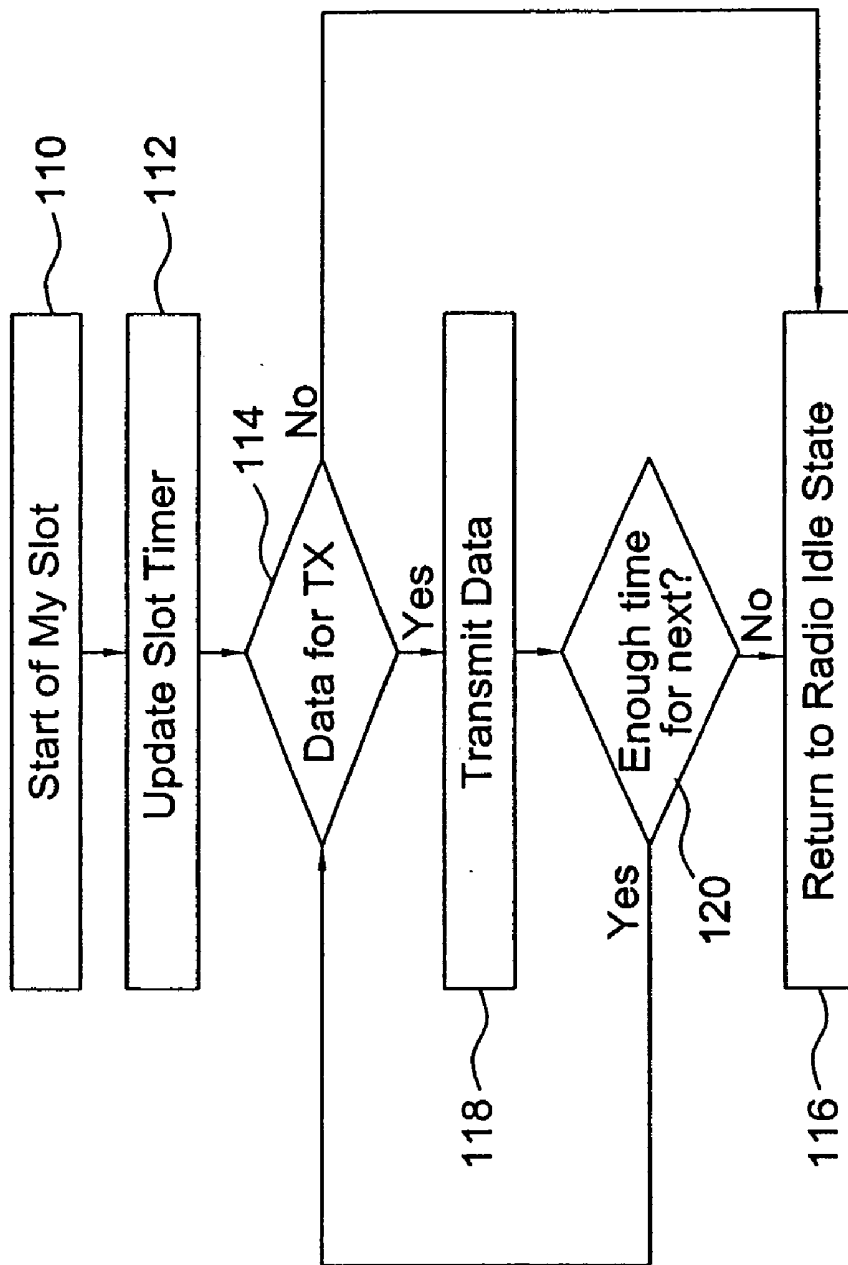 Start of My Slot
110
Update Slot Timer
112
Data for TX
114
No
Yes
Transmit Data
118
Enough time
for next?
120
Yes
No
Return to Radio Idle State
116